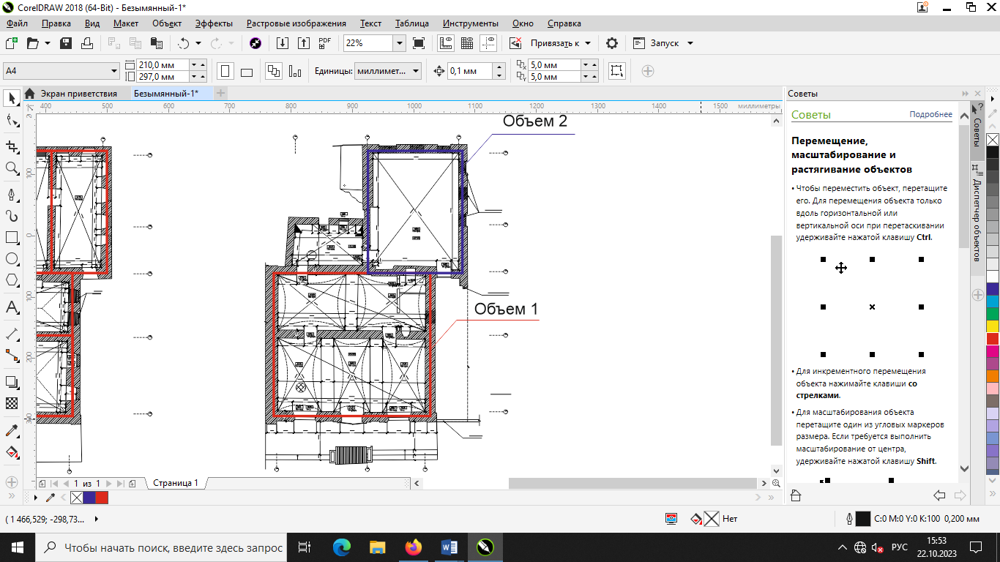 CorelDRAW 2018 (64-Bit) - Безымянный-1*
Файл Правка Вид Макет Объект Эффекты Растровые изображения Текст Таблица Инструменты Окно Справка
PDF 22% Привязать к Запуск
A4 210,0 мм 297,0 мм Единицы: миллимет... 0,1 мм 5,0 мм 5,0 мм
Экран приветствия Безымянный-1*
400 500 600 700 800 900 1000 1100 1200 1300 1400 1500 миллиметры
100
0
100
200
300
Объем 2
Объем 1
Советы
Советы Подробнее
Перемещение,
масштабирование и
растягивание объектов
• Чтобы переместить объект, перетащите
его. Для перемещения объекта только
вдоль горизонтальной или
вертикальной оси при перетаскивании
удерживайте нажатой клавишу Ctrl.
• Для инкрементного перемещения
объекта нажимайте клавиши со
стрелками.
• Для масштабирования объекта
перетащите один из угловых маркеров
размера. Если требуется выполнить
масштабирование от центра,
удерживайте нажатой клавишу Shift.
Советы
Диспетчер объектов
1 из 1 Страница 1
( 1 466,529; -298,73... Нет C:0 M:0 Y:0 K:100 0,200 мм
Чтобы начать поиск, введите здесь запрос
РУС
15:53
22.10.2023